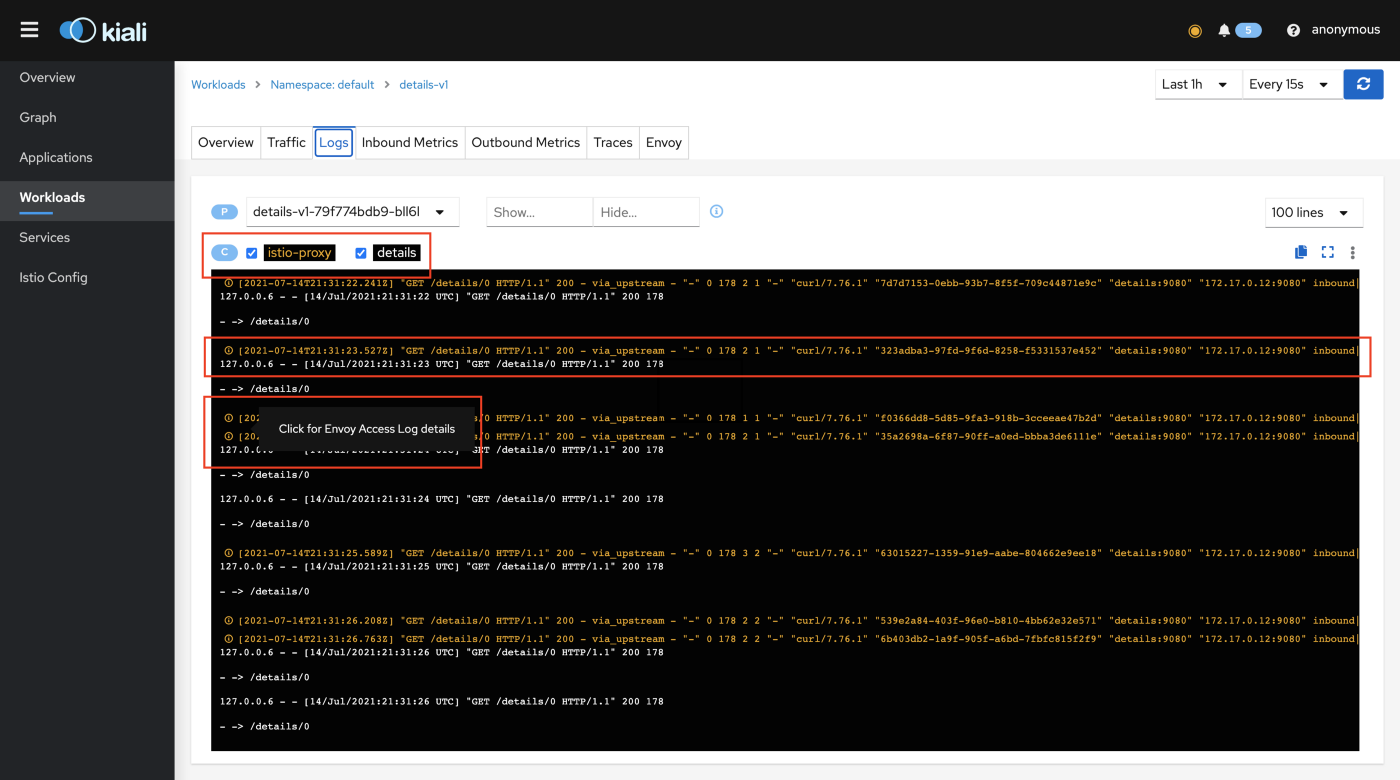 kiali
5
anonymous
Overview
Graph
Applications
Workloads
Services
Istio Config
Workloads > Namespace: default > details-v1
Last 1h
Every 15s
Overview Traffic Logs Inbound Metrics Outbound Metrics Traces Envoy
P details-v1-79f774bdb9-bll6l Show... Hide... 100 lines
C istio-proxy details
[2021-07-14T21:31:22.241Z] "GET /details/0 HTTP/1.1" 200 - via_upstream - "-" 0 178 2 1 "-" "curl/7.76.1" "7d7d7153-0ebb-93b7-8f5f-709c44871e9c" "details:9080" "172.17.0.12:9080" inbound|
127.0.0.6 - - [14/Jul/2021:21:31:22 UTC] "GET /details/0 HTTP/1.1" 200 178
- -> /details/0
[2021-07-14T21:31:23.527Z] "GET /details/0 HTTP/1.1" 200 - via_upstream - "-" 0 178 2 1 "-" "curl/7.76.1" "323adba3-97fd-9f6d-8258-f5331537e452" "details:9080" "172.17.0.12:9080" inbound|
127.0.0.6 - - [14/Jul/2021:21:31:23 UTC] "GET /details/0 HTTP/1.1" 200 178
- -> /details/0
[202 /details/0 HTTP/1.1" 200 - via_upstream - "-" 0 178 1 1 "-" "curl/7.76.1" "f0366dd8-5d85-9fa3-918b-3cceeae47b2d" "details:9080" "172.17.0.12:9080" inbound|
Click for Envoy Access Log details
[202 /details/0 HTTP/1.1" 200 - via_upstream - "-" 0 178 2 1 "-" "curl/7.76.1" "35a2698a-6f87-90ff-a0ed-bbba3de6111e" "details:9080" "172.17.0.12:9080" inbound|
127.0.0.6 - - [14/Jul/2021:21:31:24 UTC] "GET /details/0 HTTP/1.1" 200 178
- -> /details/0
127.0.0.6 - - [14/Jul/2021:21:31:24 UTC] "GET /details/0 HTTP/1.1" 200 178
- -> /details/0
[2021-07-14T21:31:25.589Z] "GET /details/0 HTTP/1.1" 200 - via_upstream - "-" 0 178 3 2 "-" "curl/7.76.1" "63015227-1359-91e9-aabe-804662e9ee18" "details:9080" "172.17.0.12:9080" inbound|
127.0.0.6 - - [14/Jul/2021:21:31:25 UTC] "GET /details/0 HTTP/1.1" 200 178
- -> /details/0
[2021-07-14T21:31:26.208Z] "GET /details/0 HTTP/1.1" 200 - via_upstream - "-" 0 178 2 2 "-" "curl/7.76.1" "539e2a84-403f-96e0-b810-4bb62e32e571" "details:9080" "172.17.0.12:9080" inbound|
[2021-07-14T21:31:26.763Z] "GET /details/0 HTTP/1.1" 200 - via_upstream - "-" 0 178 2 2 "-" "curl/7.76.1" "6b403db2-1a9f-905f-a6bd-7fbfc815f2f9" "details:9080" "172.17.0.12:9080" inbound|
127.0.0.6 - - [14/Jul/2021:21:31:26 UTC] "GET /details/0 HTTP/1.1" 200 178
- -> /details/0
127.0.0.6 - - [14/Jul/2021:21:31:26 UTC] "GET /details/0 HTTP/1.1" 200 178
- -> /details/0